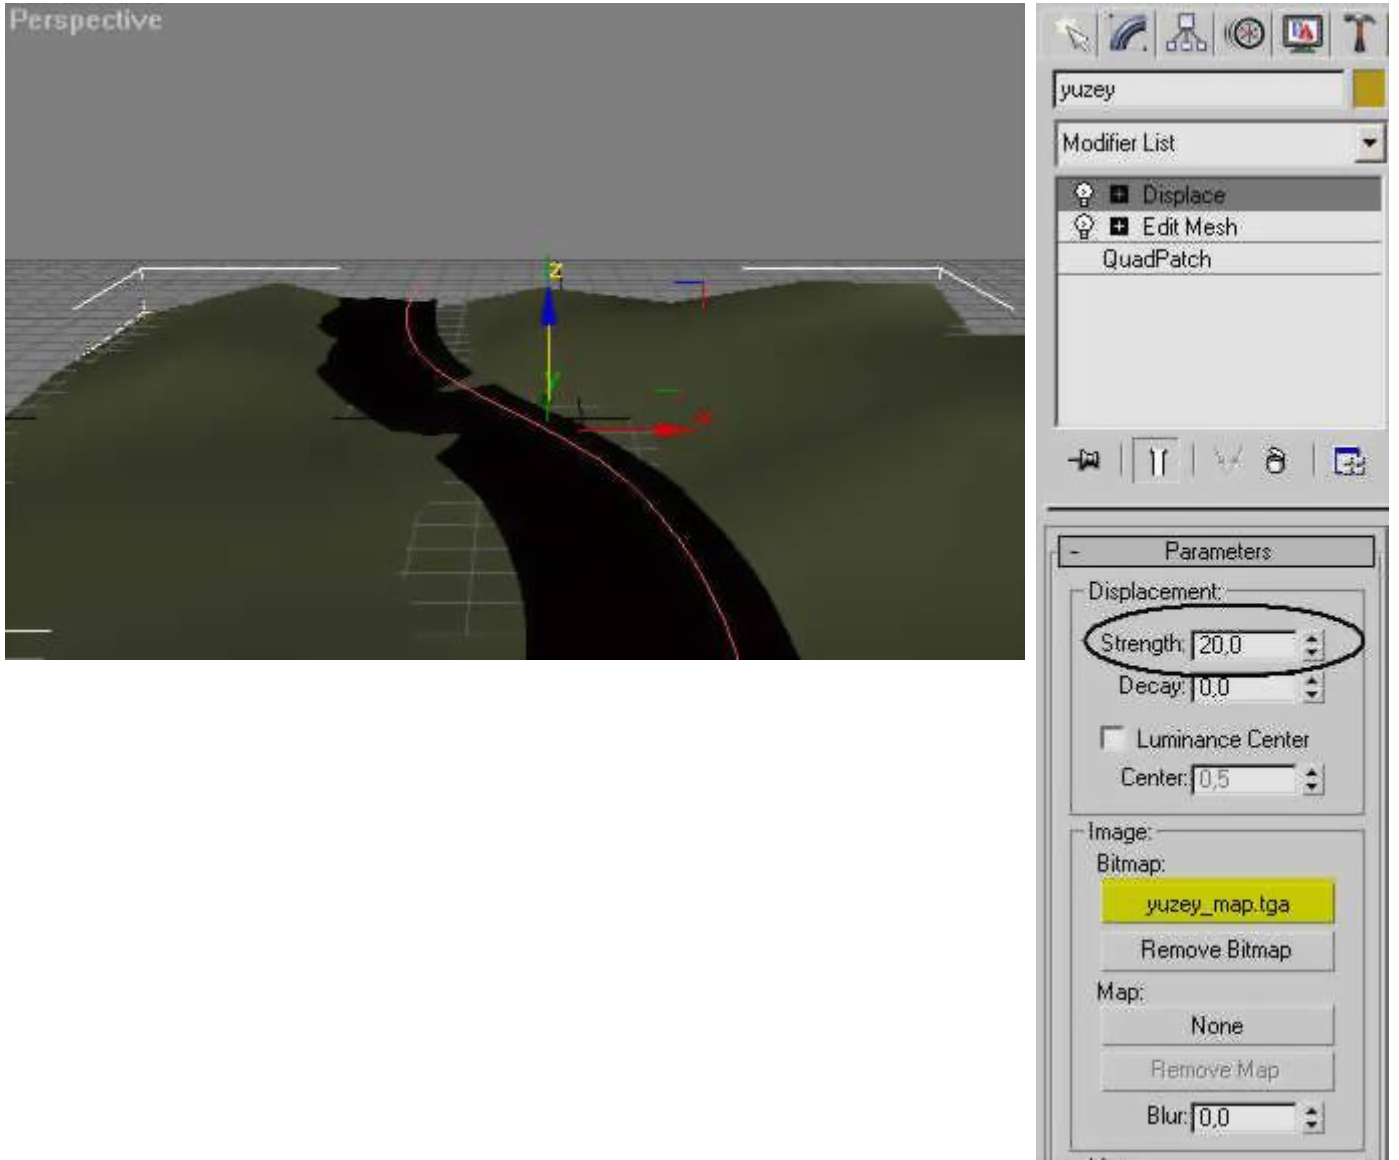 Perspective
z
y
x
yuzey
Modifier List
Displace
Edit Mesh
QuadPatch
- Parameters
Displacement:
Strength: 20,0
Decay: 0,0
Luminance Center
Center: 0,5
Image:
Bitmap:
yuzey_map.tga
Remove Bitmap
Map:
None
Remove Map
Blur: 0,0